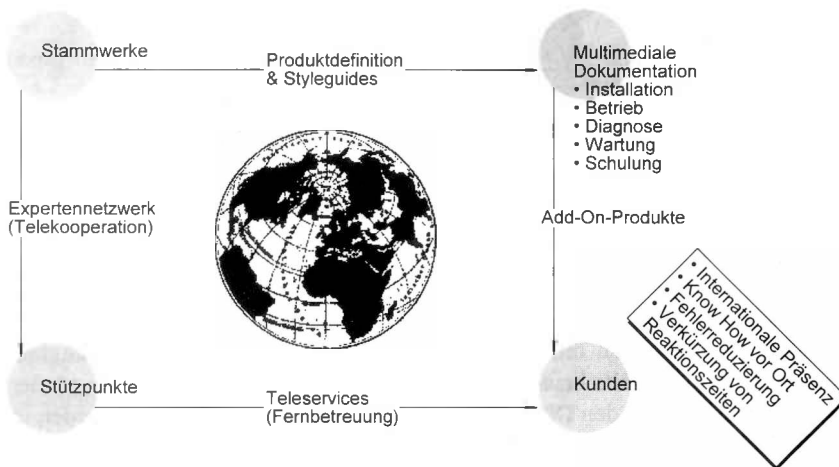 Stammwerke
Produktdefinition
& Styleguides
Multimediale
Dokumentation
• Installation
• Betrieb
• Diagnose
• Wartung
• Schulung
Expertennetzwerk
(Telekooperation)
Add-On-Produkte
• Internationale Präsenz
• Know How vor Ort
• Fehlerreduzierung
• Verkürzung von
Reaktionszeiten
Stützpunkte
Teleservices
(Fernbetreuung)
Kunden